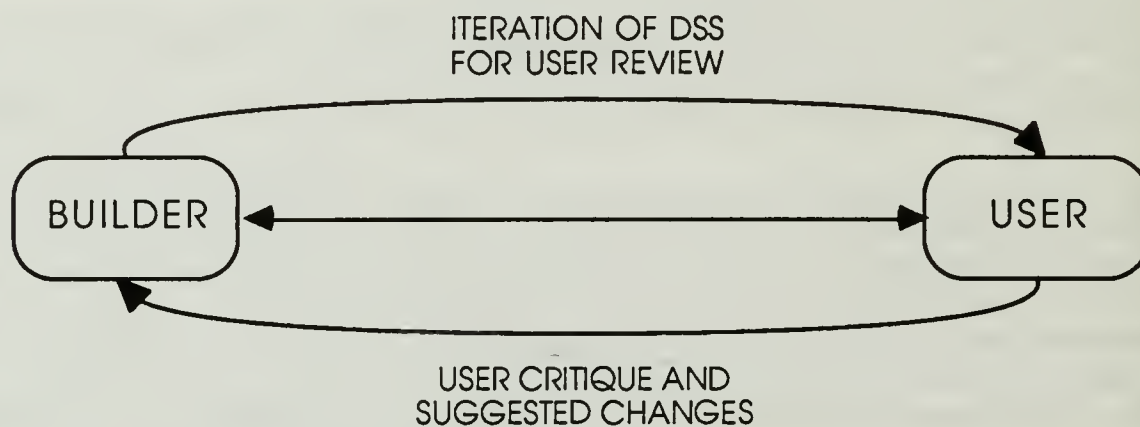 ITERATION OF DSS
FOR USER REVIEW
BUILDER
USER
USER CRITIQUE AND
SUGGESTED CHANGES